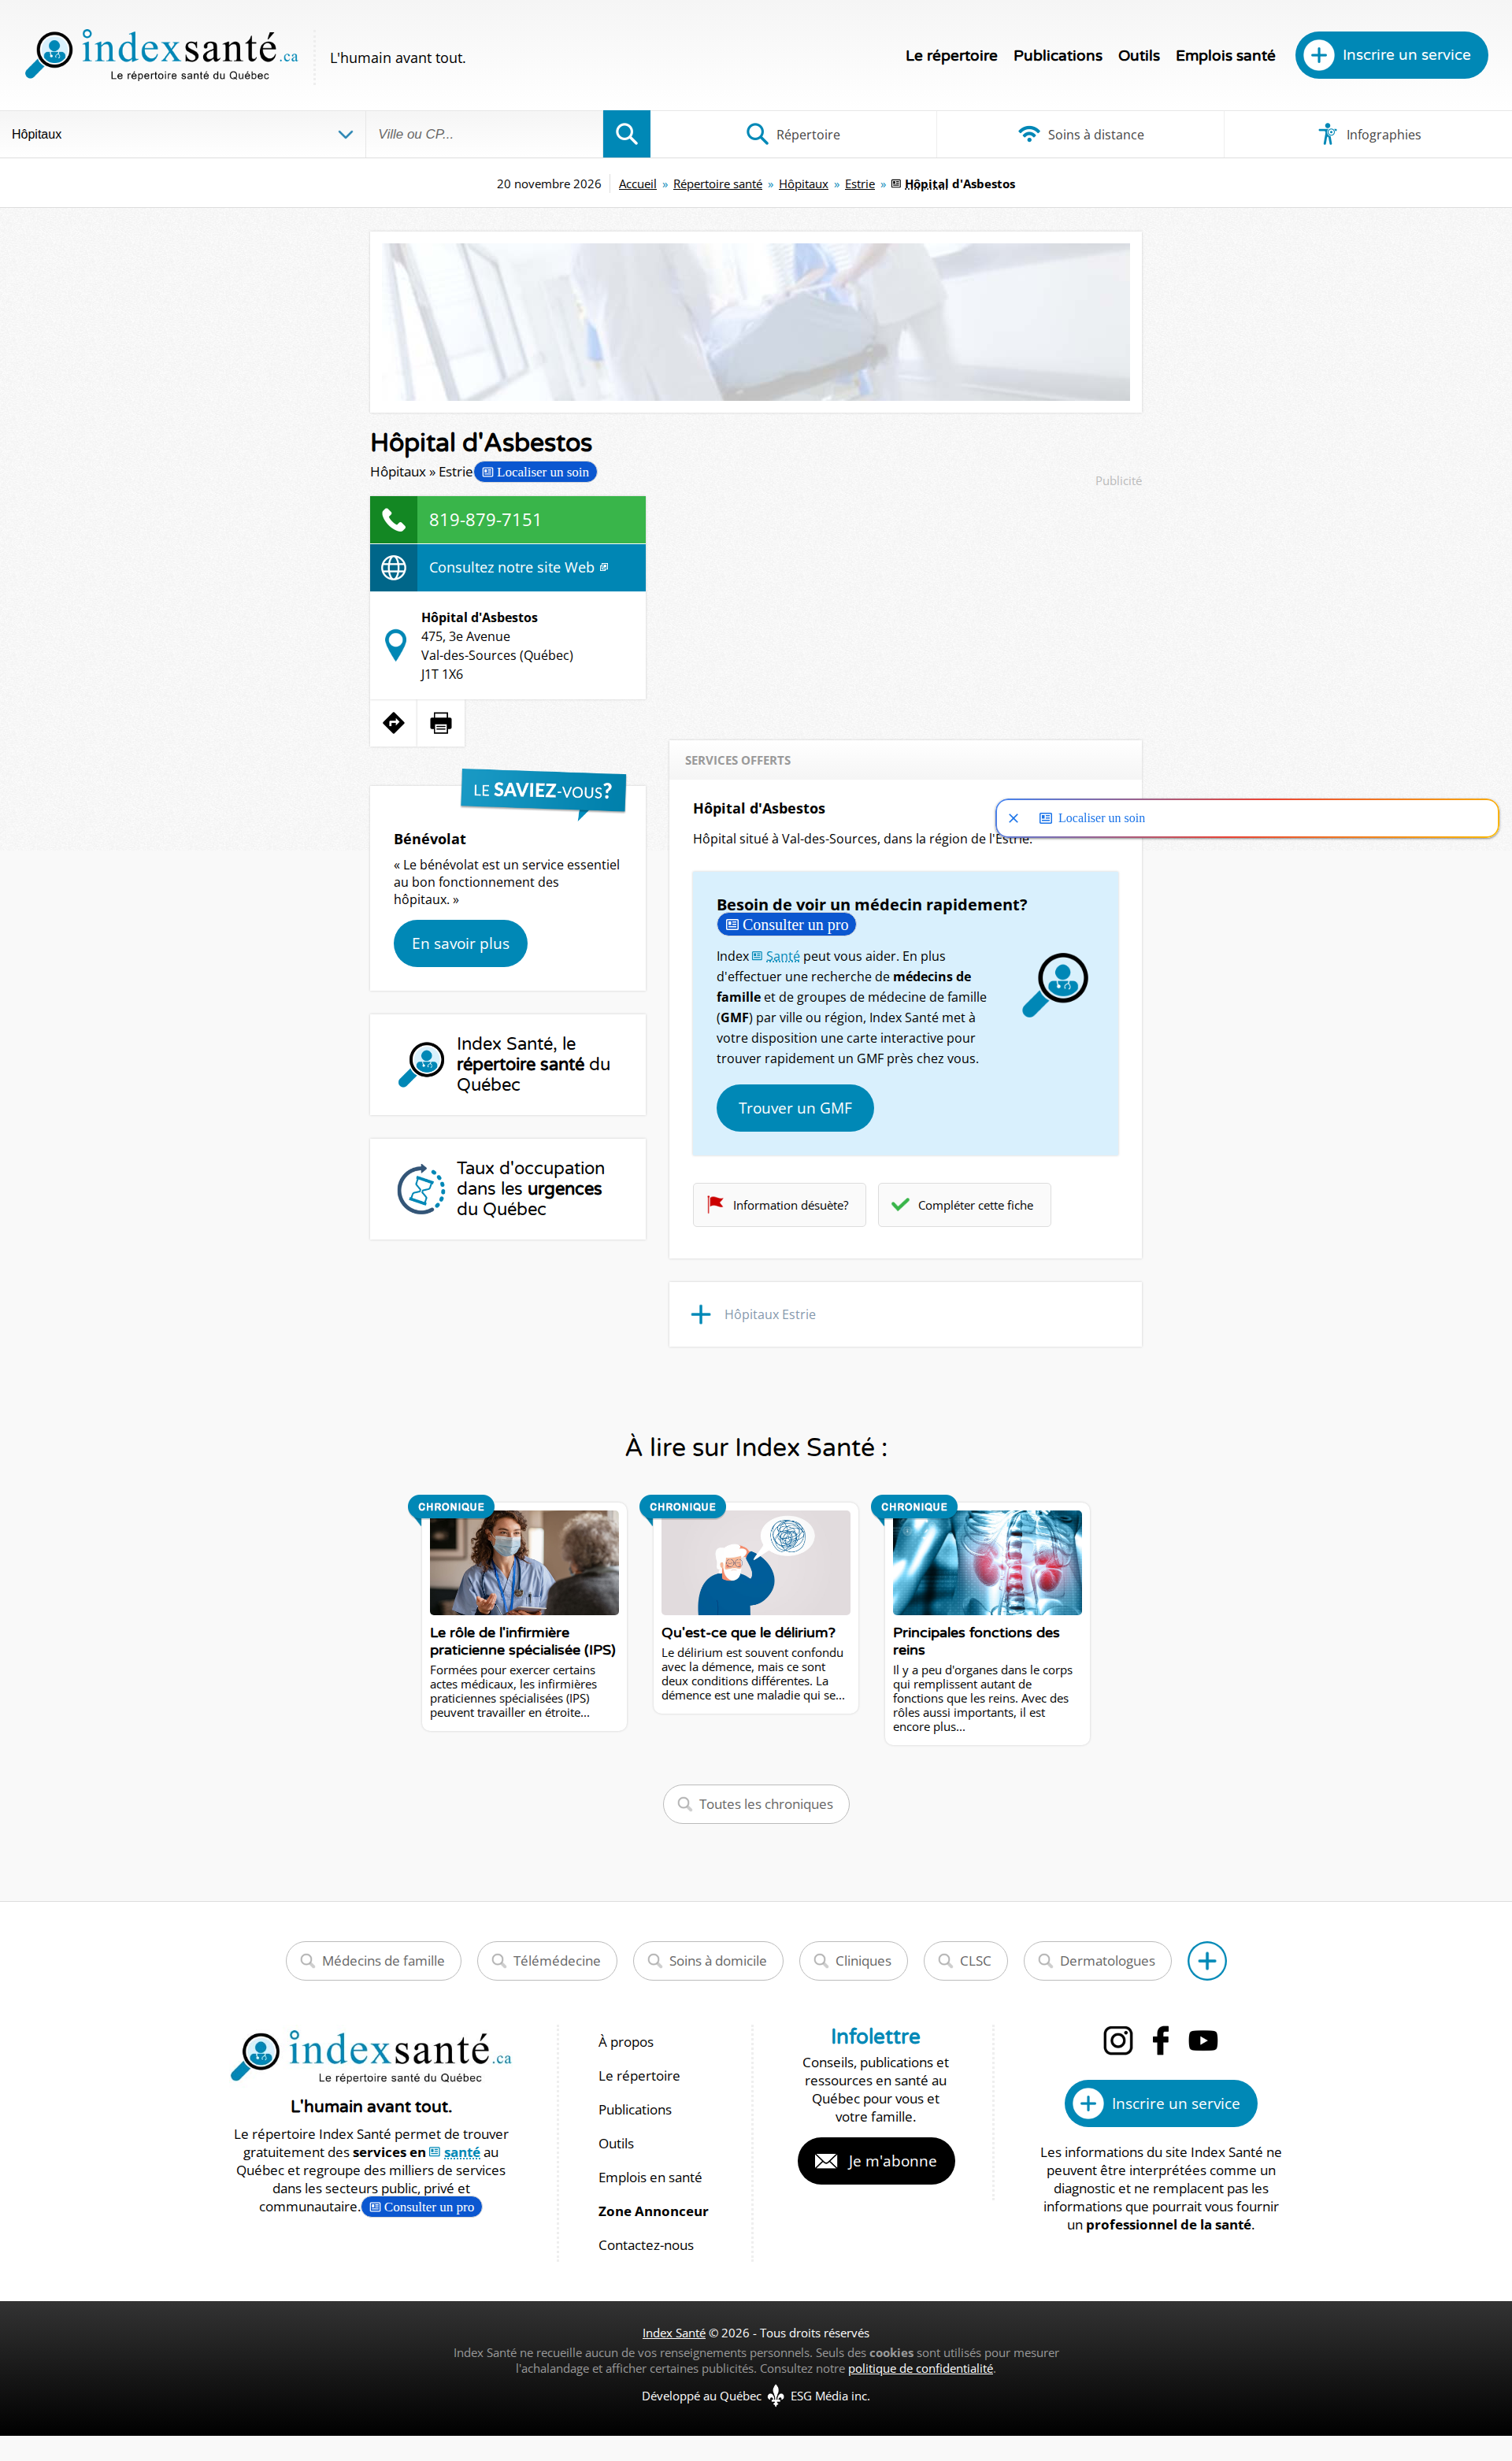 indexsanté.ca
Le répertoire santé du Québec
L'humain avant tout.
Le répertoire
Publications
Outils
Emplois santé
Inscrire un service
Hôpitaux
Ville ou CP...
Répertoire
Soins à distance
Infographies
20 novembre 2026
Accueil » Répertoire santé » Hôpitaux » Estrie » Hôpital d'Asbestos
Hôpital d'Asbestos
Hôpitaux » Estrie Localiser un soin
Publicité
819-879-7151
Consultez notre site Web
Hôpital d'Asbestos
475, 3e Avenue
Val-des-Sources (Québec)
J1T 1X6
LE SAVIEZ-VOUS?
Bénévolat
« Le bénévolat est un service essentiel
au bon fonctionnement des
hôpitaux. »
En savoir plus
Index Santé, le
répertoire santé du
Québec
Taux d'occupation
dans les urgences
du Québec
SERVICES OFFERTS
Hôpital d'Asbestos
Localiser un soin
Hôpital situé à Val-des-Sources, dans la région de l'Estrie.
Besoin de voir un médecin rapidement?
Consulter un pro
Index Santé peut vous aider. En plus
d'effectuer une recherche de médecins de
famille et de groupes de médecine de famille
(GMF) par ville ou région, Index Santé met à
votre disposition une carte interactive pour
trouver rapidement un GMF près chez vous.
Trouver un GMF
Information désuète?
Compléter cette fiche
Hôpitaux Estrie
À lire sur Index Santé :
CHRONIQUE
Le rôle de l'infirmière
praticienne spécialisée (IPS)
Formées pour exercer certains
actes médicaux, les infirmières
praticiennes spécialisées (IPS)
peuvent travailler en étroite...
CHRONIQUE
Qu'est-ce que le délirium?
Le délirium est souvent confondu
avec la démence, mais ce sont
deux conditions différentes. La
démence est une maladie qui se...
CHRONIQUE
Principales fonctions des
reins
Il y a peu d'organes dans le corps
qui remplissent autant de
fonctions que les reins. Avec des
rôles aussi importants, il est
encore plus...
Toutes les chroniques
Médecins de famille
Télémédecine
Soins à domicile
Cliniques
CLSC
Dermatologues
indexsanté.ca
Le répertoire santé du Québec
L'humain avant tout.
Le répertoire Index Santé permet de trouver
gratuitement des services en santé au
Québec et regroupe des milliers de services
dans les secteurs public, privé et
communautaire. Consulter un pro
À propos
Le répertoire
Publications
Outils
Emplois en santé
Zone Annonceur
Contactez-nous
Infolettre
Conseils, publications et
ressources en santé au
Québec pour vous et
votre famille.
Je m'abonne
Inscrire un service
Les informations du site Index Santé ne
peuvent être interprétées comme un
diagnostic et ne remplacent pas les
informations que pourrait vous fournir
un professionnel de la santé.
Index Santé © 2026 - Tous droits réservés
Index Santé ne recueille aucun de vos renseignements personnels. Seuls des cookies sont utilisés pour mesurer
l'achalandage et afficher certaines publicités. Consultez notre politique de confidentialité.
Développé au Québec ESG Média inc.